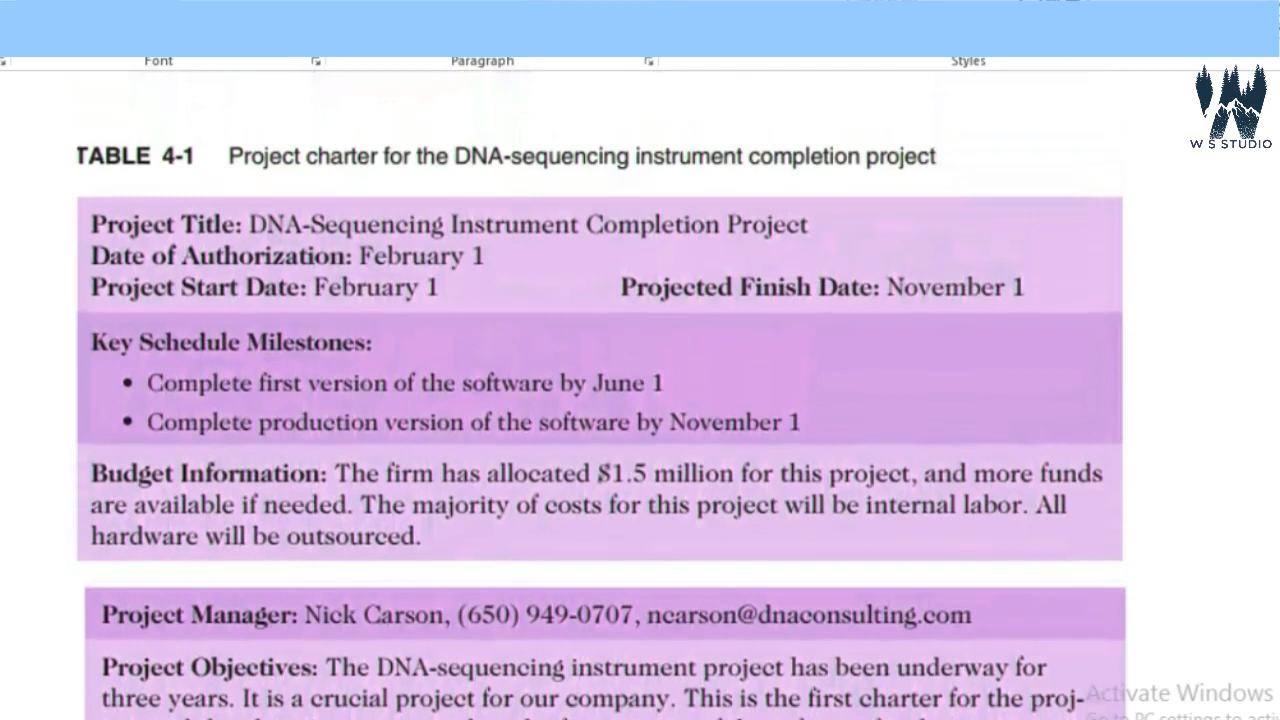 Font Paragraph Styles
W S STUDIO
TABLE 4-1 Project charter for the DNA-sequencing instrument completion project
Project Title: DNA-Sequencing Instrument Completion Project
Date of Authorization: February 1
Project Start Date: February 1 Projected Finish Date: November 1
Key Schedule Milestones:
• Complete first version of the software by June 1
• Complete production version of the software by November 1
Budget Information: The firm has allocated $1.5 million for this project, and more funds
are available if needed. The majority of costs for this project will be internal labor. All
hardware will be outsourced.
Project Manager: Nick Carson, (650) 949-0707, ncarson@dnaconsulting.com
Project Objectives: The DNA-sequencing instrument project has been underway for
three years. It is a crucial project for our company. This is the first charter for the proj-
Activate Windows
Go to PC settings to acti